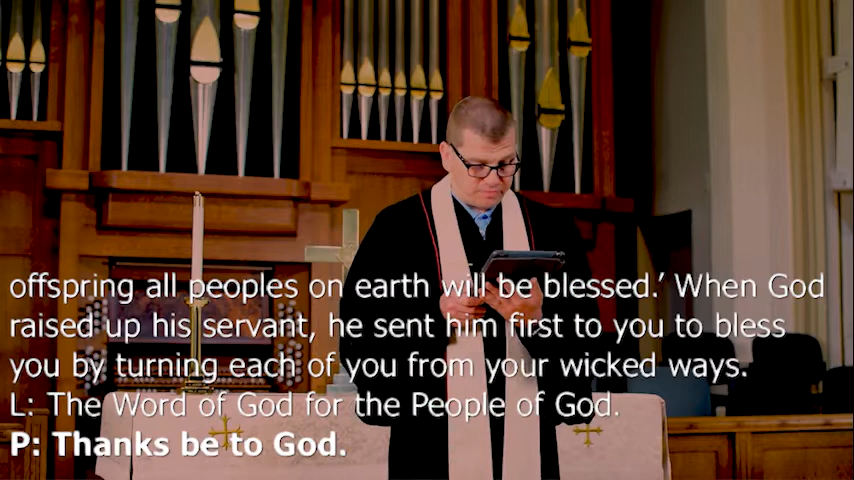 offspring all peoples on earth will be blessed.’ When God
raised up his servant, he sent him first to you to bless
you by turning each of you from your wicked ways.
L: The Word of God for the People of God.
P: Thanks be to God.